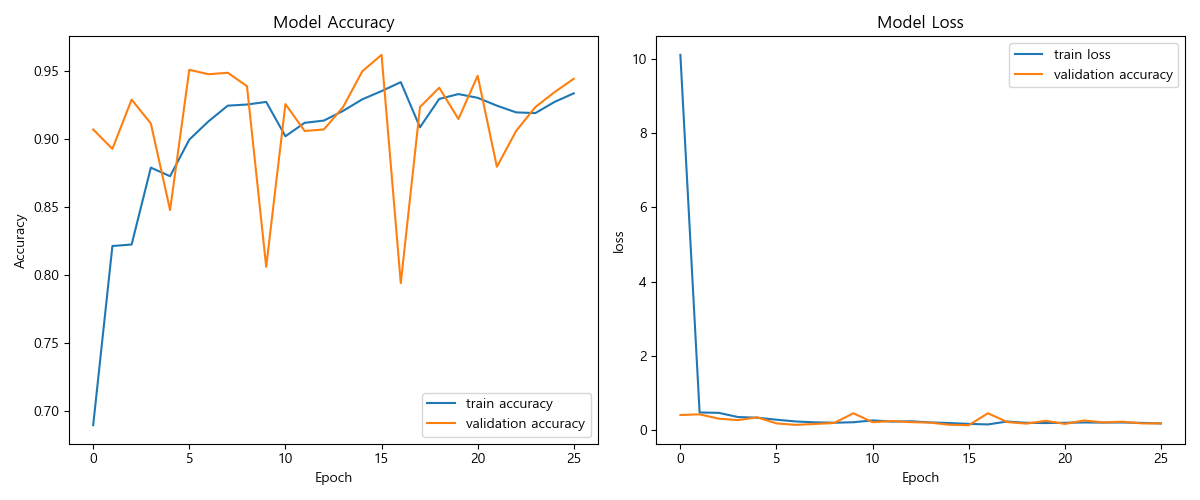 Model Accuracy
Accuracy
0.95
0.90
0.85
0.80
0.75
0.70
0
5
10
15
20
25
Epoch
train accuracy
validation accuracy
Model Loss
loss
10
8
6
4
2
0
0
5
10
15
20
25
Epoch
train loss
validation accuracy